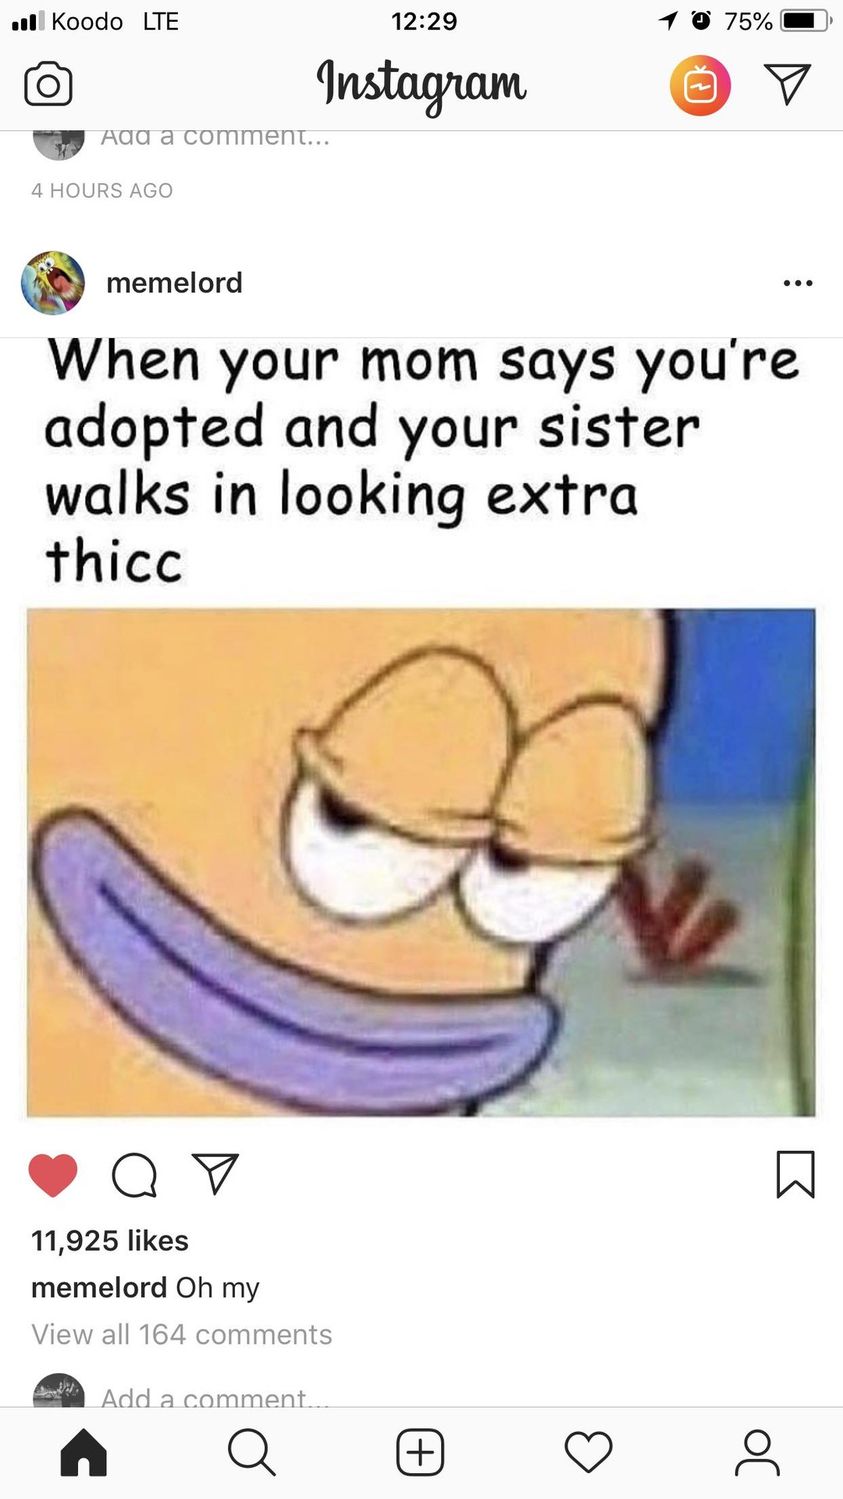 Koodo LTE 12:29 75%
Instagram
Add a comment...
4 HOURS AGO
memelord
When your mom says you're
adopted and your sister
walks in looking extra
thicc
11,925 likes
memelord Oh my
View all 164 comments
Add a comment...